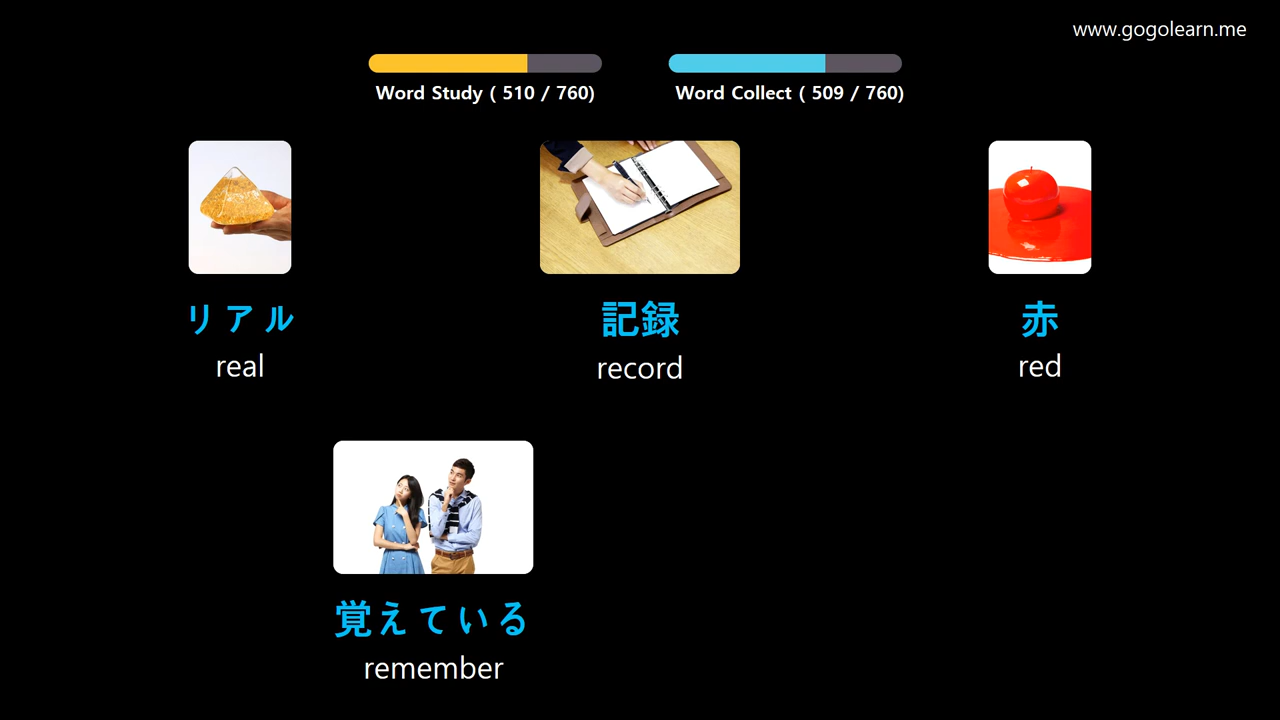 www.gogolearn.me
Word Study ( 510 / 760)
Word Collect ( 509 / 760)
リアル
real
記録
record
赤
red
覚えている
remember